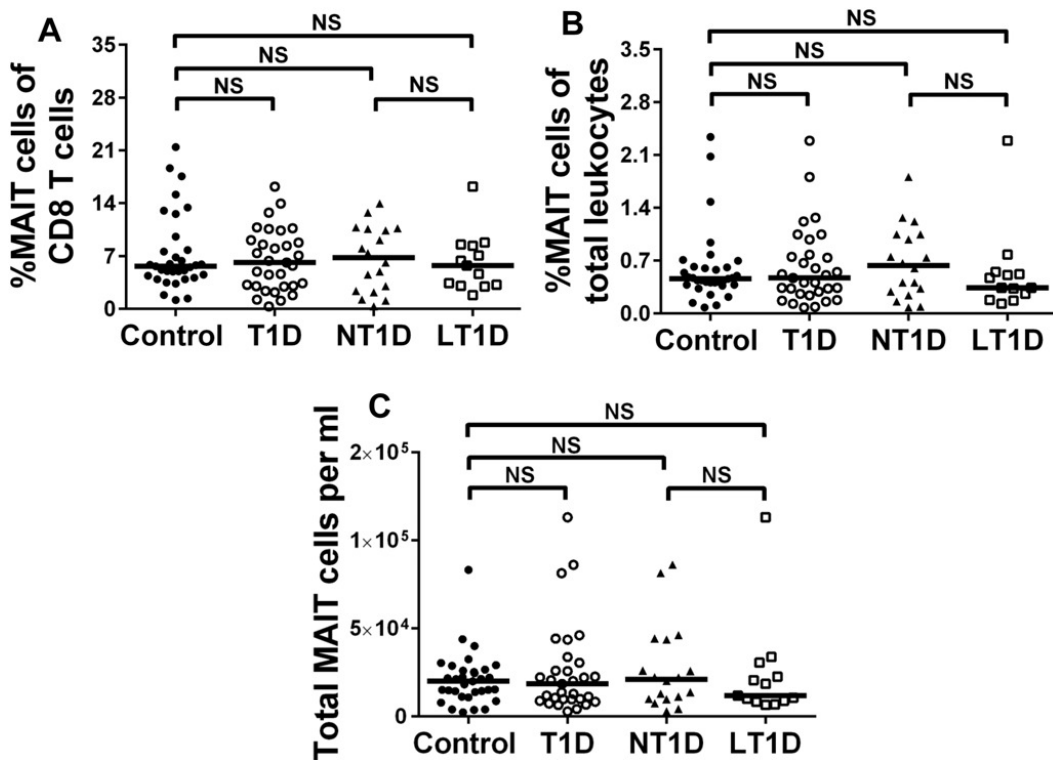 A
%MAIT cells of
CD8 T cells
35
28
21
14
7
0
NS
NS
NS
NS
Control T1D NT1D LT1D
B
%MAIT cells of
total leukocytes
3.5
2.8
2.1
1.4
0.7
0.0
NS
NS
NS
NS
Control T1D NT1D LT1D
C
Total MAIT cells per ml
2×10⁵
1×10⁵
5×10⁴
0
NS
NS
NS
NS
Control T1D NT1D LT1D